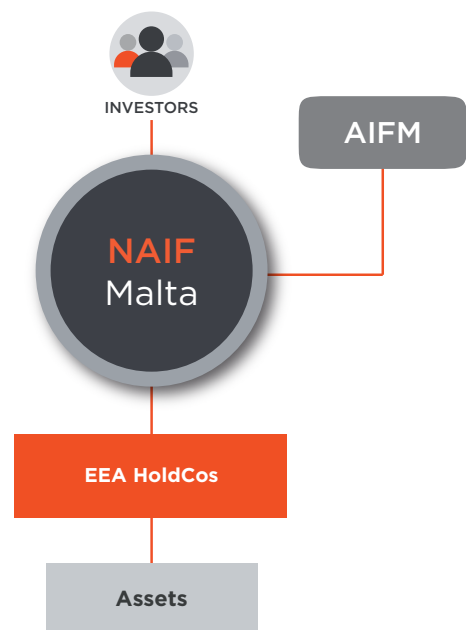 INVESTORS
AIFM
NAIF
Malta
EEA HoldCos
Assets